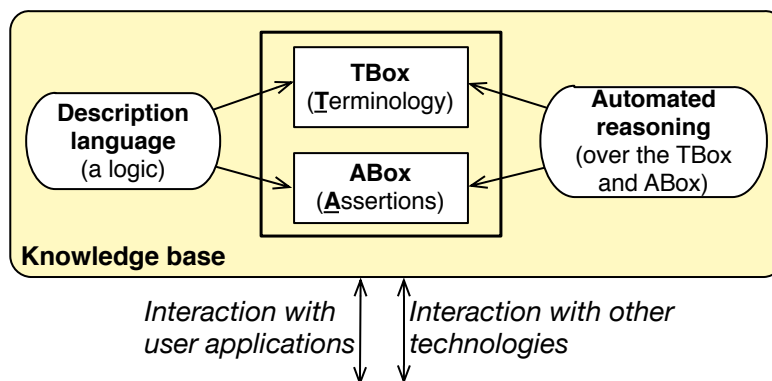 TBox
(Terminology)
Description
language
(a logic)
Automated
reasoning
(over the TBox
and ABox)
ABox
(Assertions)
Knowledge base
Interaction with
user applications
Interaction with other
technologies